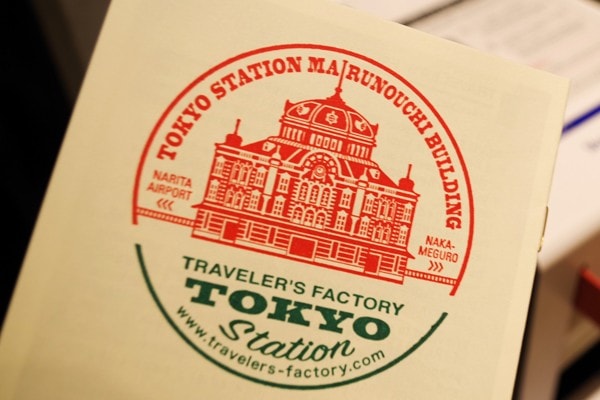 TOKYO STATION MARUNOUCHI BUILDING
NARITA
AIRPORT
<<<
NAKA-
MEGURO
>>>
TRAVELER'S FACTORY
TOKYO
Station
www.travelers-factory.com